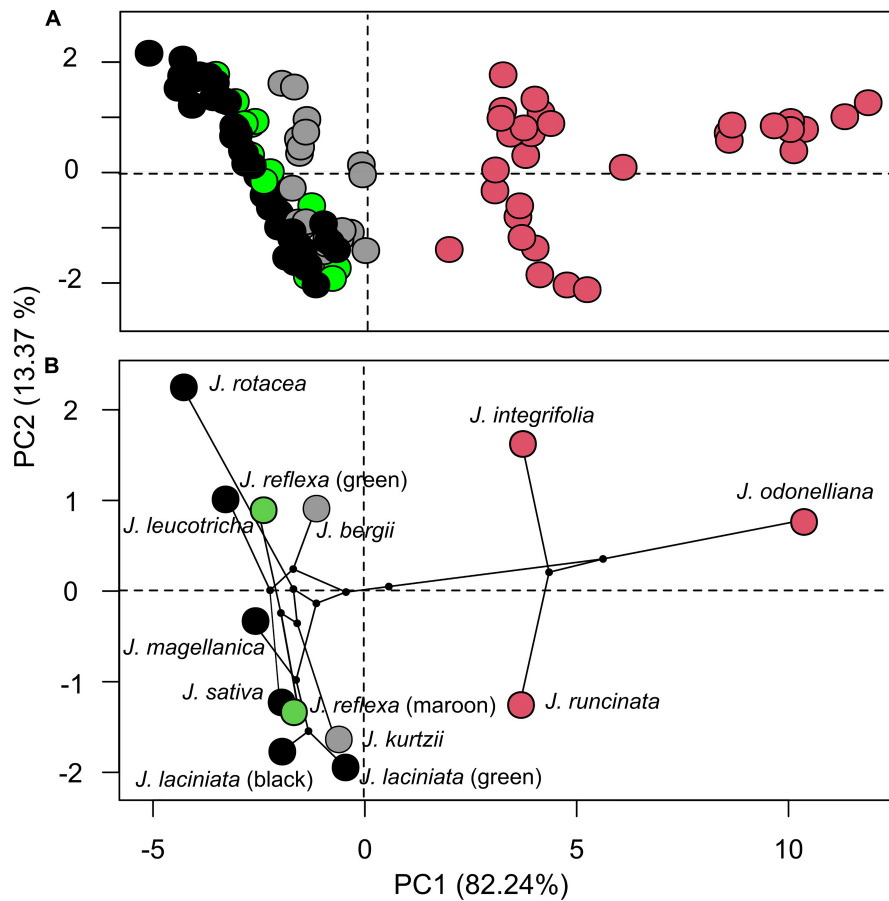 A
2
0
-2
PC2 (13.37 %)
B
J. rotacea
J. integrifolia
2
J. reflexa (green)
J. odonelliana
1
J. leucotricha
J. bergii
0
J. magellanica
J. sativa
J. reflexa (maroon)
J. runcinata
-1
J. kurtzii
J. laciniata (black)
J. laciniata (green)
-2
-5 0 5 10
PC1 (82.24%)